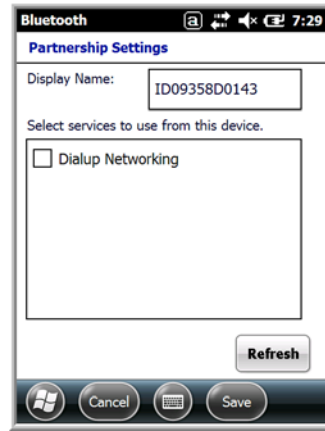 Bluetooth a 7:29
Partnership Settings
Display Name: ID09358D0143
Select services to use from this device.
Dialup Networking
Refresh
Cancel Save